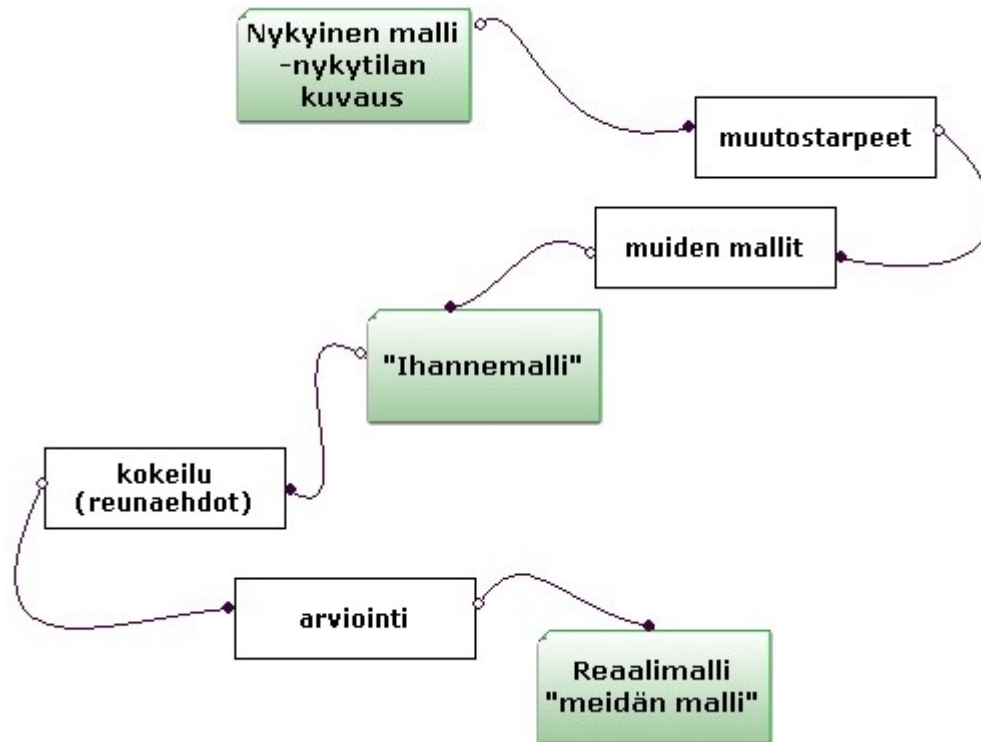 Nykyinen malli
-nykytilan
kuvaus
muutostarpeet
muiden mallit
"Ihannemalli"
kokeilu
(reunaehdot)
arviointi
Reaalimalli
"meidän malli"